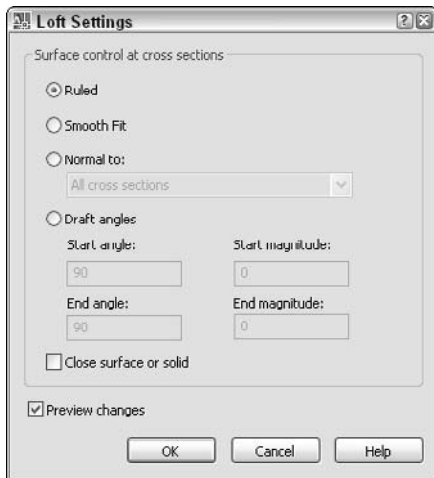 Loft Settings
Surface control at cross sections
Ruled
Smooth Fit
Normal to:
All cross sections
Draft angles
Start angle: Start magnitude:
90 0
End angle: End magnitude:
90 0
Close surface or solid
Preview changes
OK Cancel Help